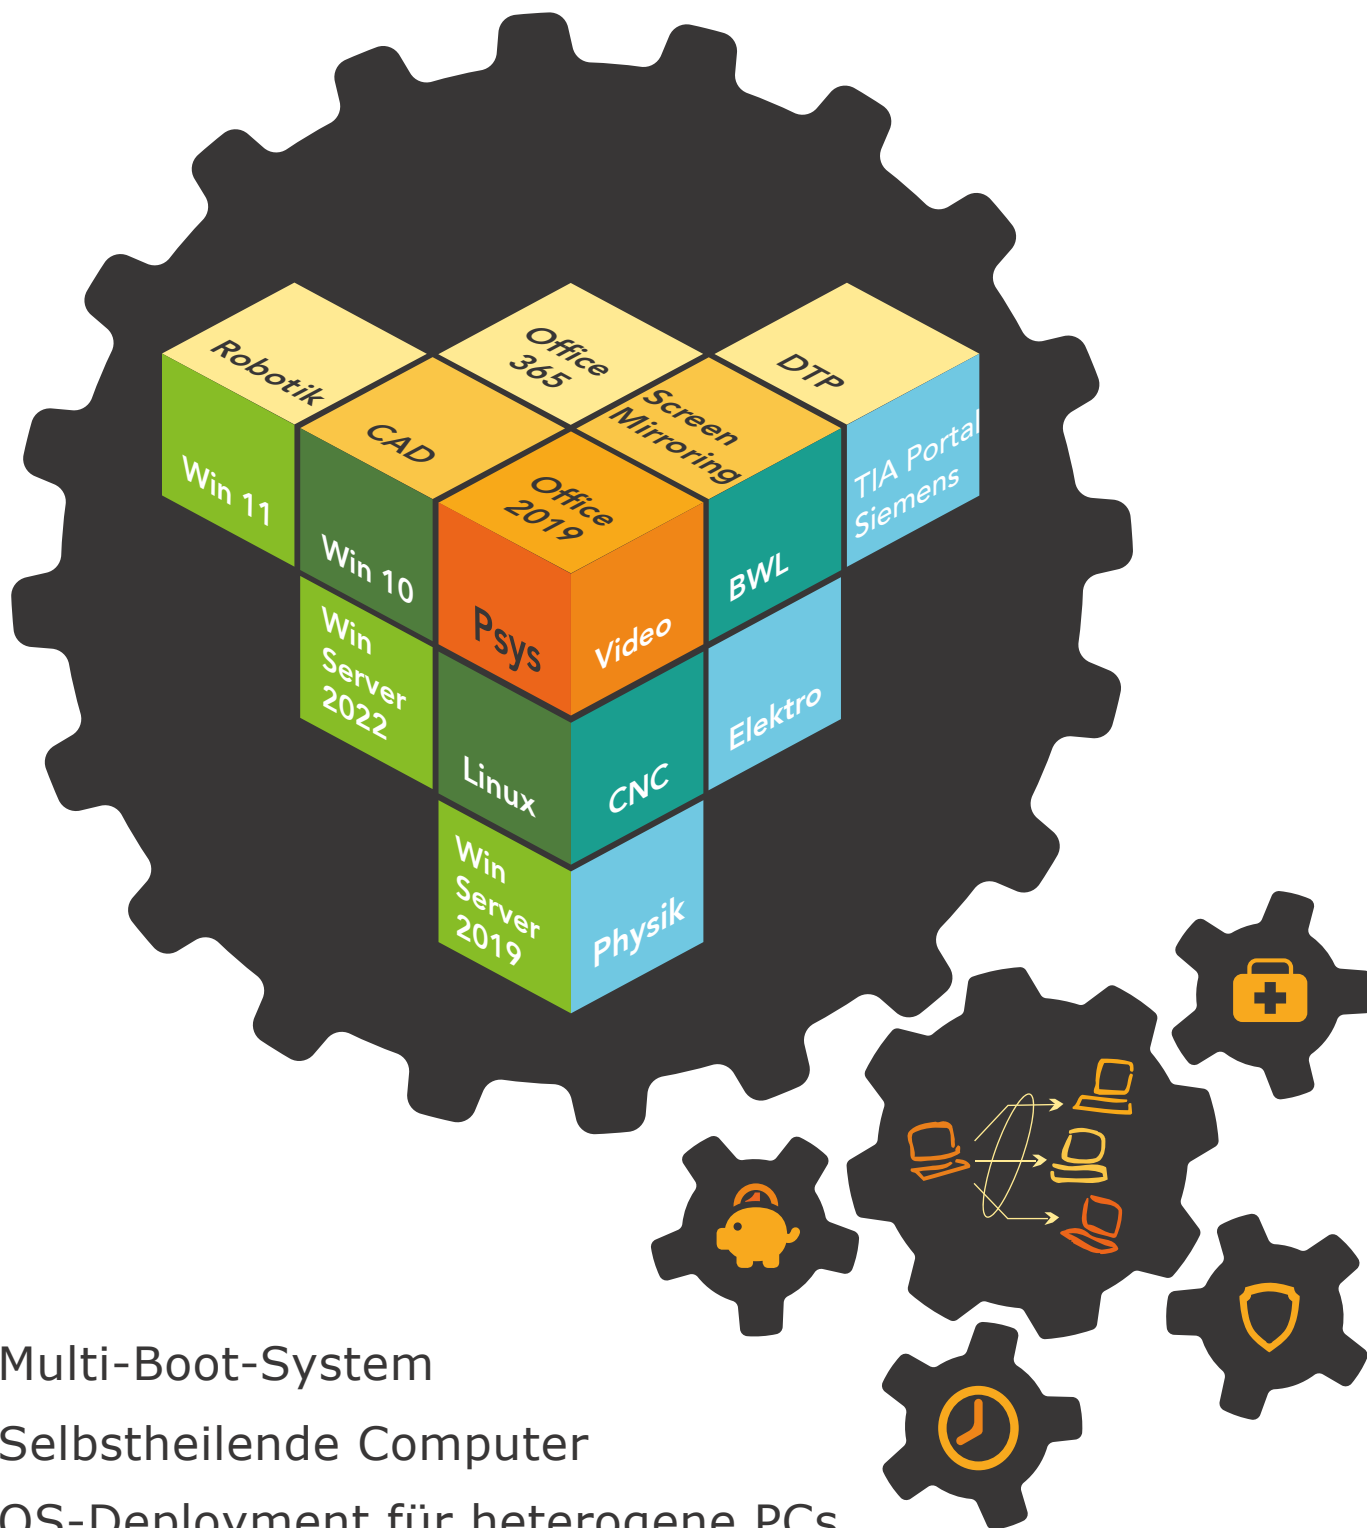 Robotik
Office
365
DTP
CAD
Screen
Mirroring
Office
2019
Win 11
Win 10
Psys
Video
BWL
TIA Portal
Siemens
Win
Server
2022
Linux
CNC
Elektro
Win
Server
2019
Physik
Multi-Boot-System
Selbstheilende Computer
OS-Deployment für heterogene PCs